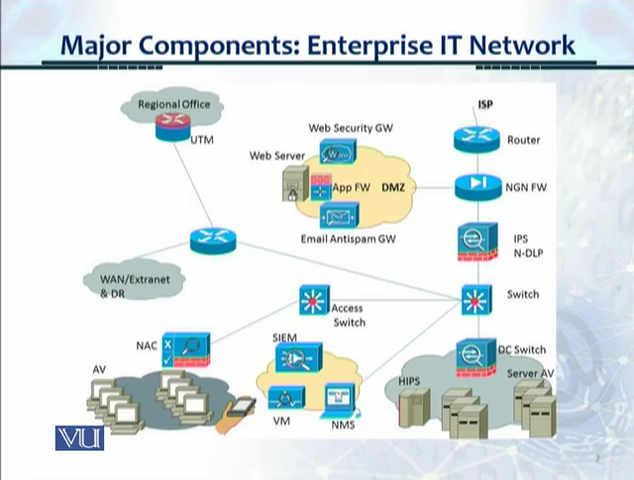 Major Components: Enterprise IT Network
Regional Office
UTM
ISP
Router
Web Security GW
Web Server
App FW
DMZ
NGN FW
Email Antispam GW
IPS
N-DLP
WAN/Extranet
& DR
Access
Switch
Switch
NAC
SIEM
DC Switch
AV
HIPS
Server AV
VM
NMS
VU
2